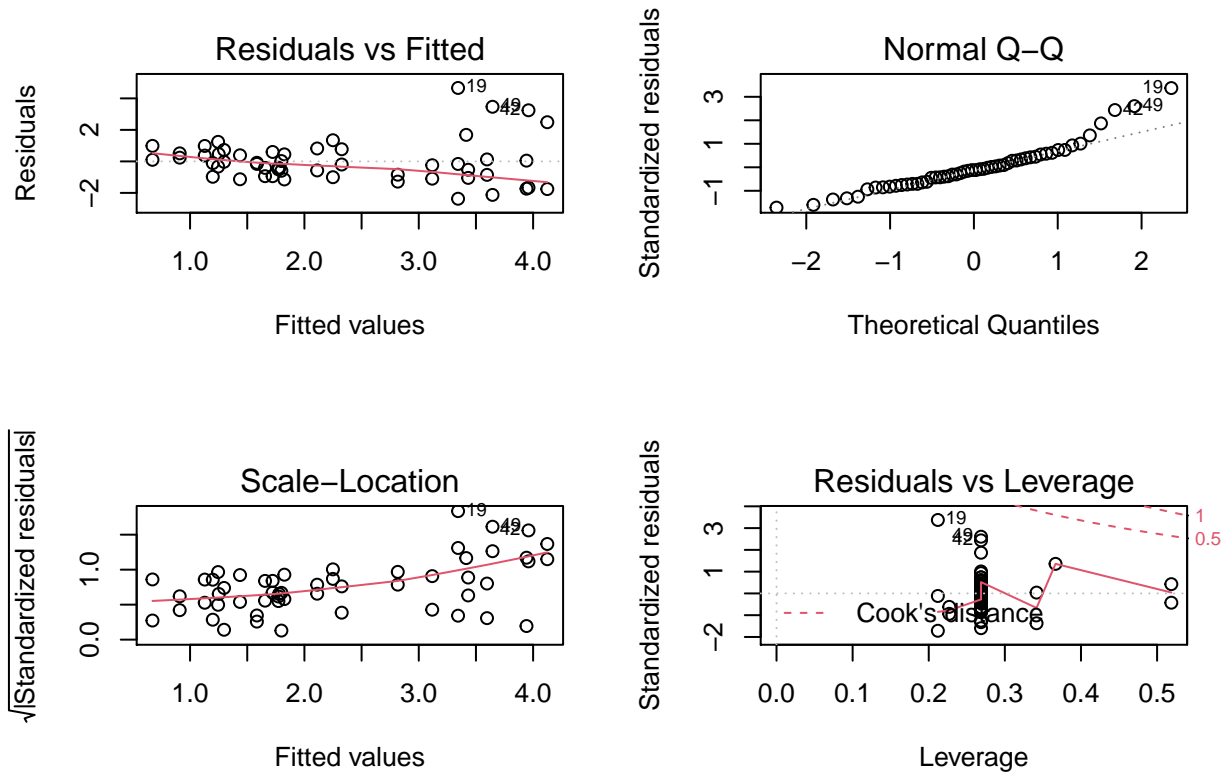 Residuals vs Fitted
Residuals
2
−2
19
49
42
1.0 2.0 3.0 4.0
Fitted values
Normal Q−Q
Standardized residuals
3
1
−1
19
49
42
−2 −1 0 1 2
Theoretical Quantiles
Scale−Location
√|Standardized residuals|
1.0
0.0
19
49
42
1.0 2.0 3.0 4.0
Fitted values
Residuals vs Leverage
Standardized residuals
3
1
−2
19
49
42
1
0.5
Cook's distance
0.0 0.1 0.2 0.3 0.4 0.5
Leverage